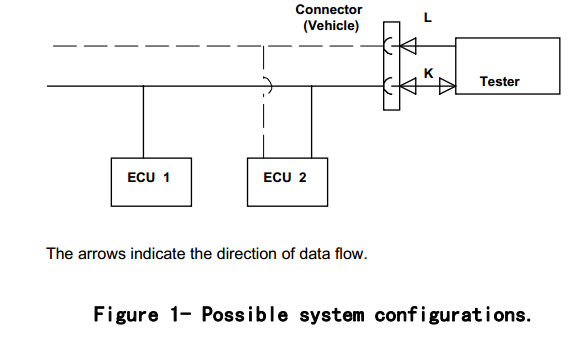 Connector
(Vehicle)
L
K
Tester
ECU 1
ECU 2
The arrows indicate the direction of data flow.
Figure 1- Possible system configurations.